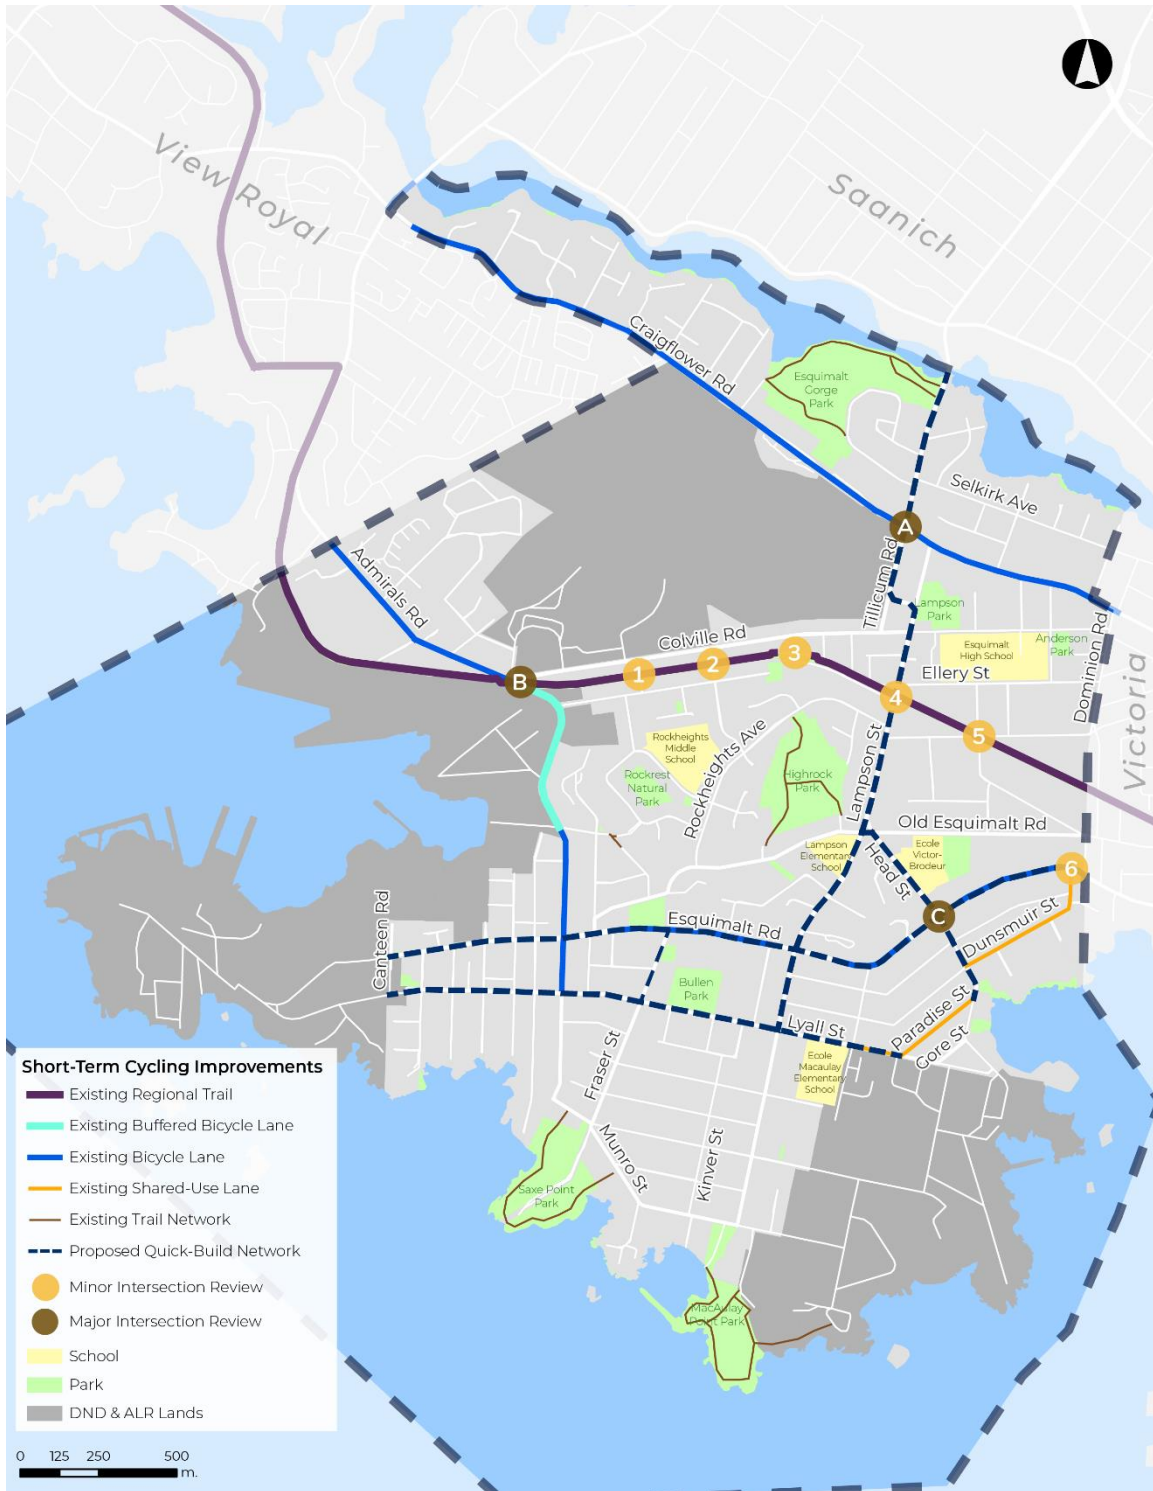 View Royal
Saanich
Craigflower Rd
Esquimalt
Gorge
Park
Selkirk Ave
A
Admirals Rd
Tillicum Rd
Lampson
Park
Colville Rd
Esquimalt
High School
Anderson
Park
Dominion Rd
Victoria
B
1
2
3
Ellery St
4
5
Rockheights
Middle
School
Rockheights Ave
Rockrest
Natural
Park
Highrock
Park
Lampson St
Old Esquimalt Rd
Lampson
Elementary
School
Head St
Ecole
Victor-
Brodeur
6
C
Dunsmuir St
Esquimalt Rd
Canteen Rd
Bullen
Park
Lyall St
Paradise St
Gore St
Fraser St
Ecole
Macaulay
Elementary
School
Munro St
Kinver St
Saxe Point
Park
MacAulay
Point Park
Short-Term Cycling Improvements
Existing Regional Trail
Existing Buffered Bicycle Lane
Existing Bicycle Lane
Existing Shared-Use Lane
Existing Trail Network
Proposed Quick-Build Network
Minor Intersection Review
Major Intersection Review
School
Park
DND & ALR Lands
0 125 250 500
m.